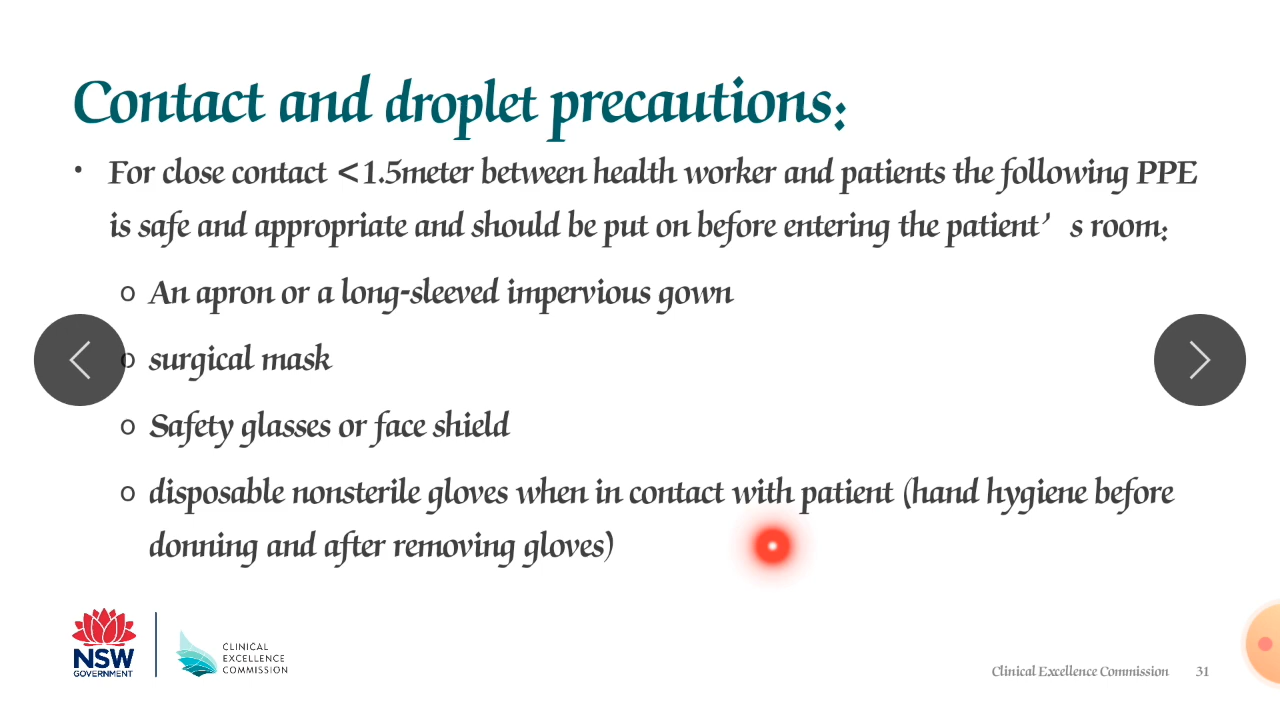 Contact and droplet precautions:
• For close contact <1.5meter between health worker and patients the following PPE
is safe and appropriate and should be put on before entering the patient’ s room:
o An apron or a long-sleeved impervious gown
o surgical mask
o Safety glasses or face shield
o disposable nonsterile gloves when in contact with patient (hand hygiene before
donning and after removing gloves)
NSW
GOVERNMENT
CLINICAL
EXCELLENCE
COMMISSION
Clinical Excellence Commission 31